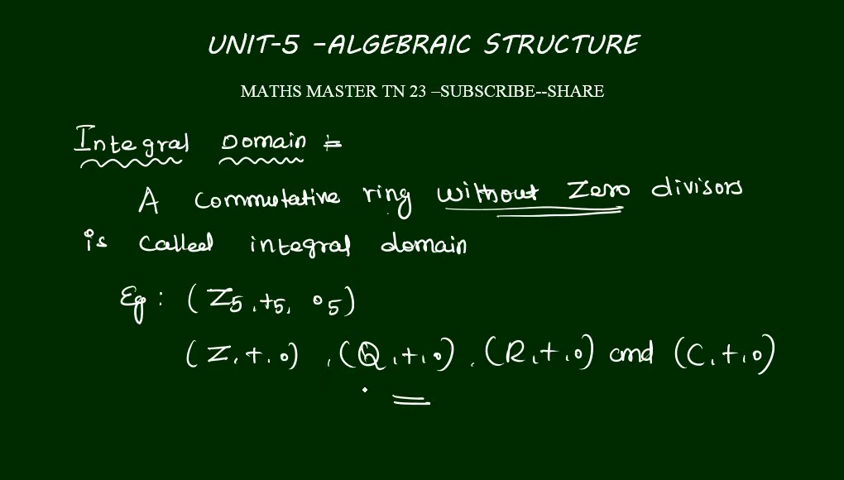 UNIT-5 -ALGEBRAIC STRUCTURE
MATHS MASTER TN 23 –SUBSCRIBE--SHARE
Integral Domain :-
A commutative ring without zero divisors
is called integral domain
Eg : (Z5, +5, ∘5)
(Z, +, ∘), (Q, +, ∘), (R, +, ∘) and (C, +, ∘)